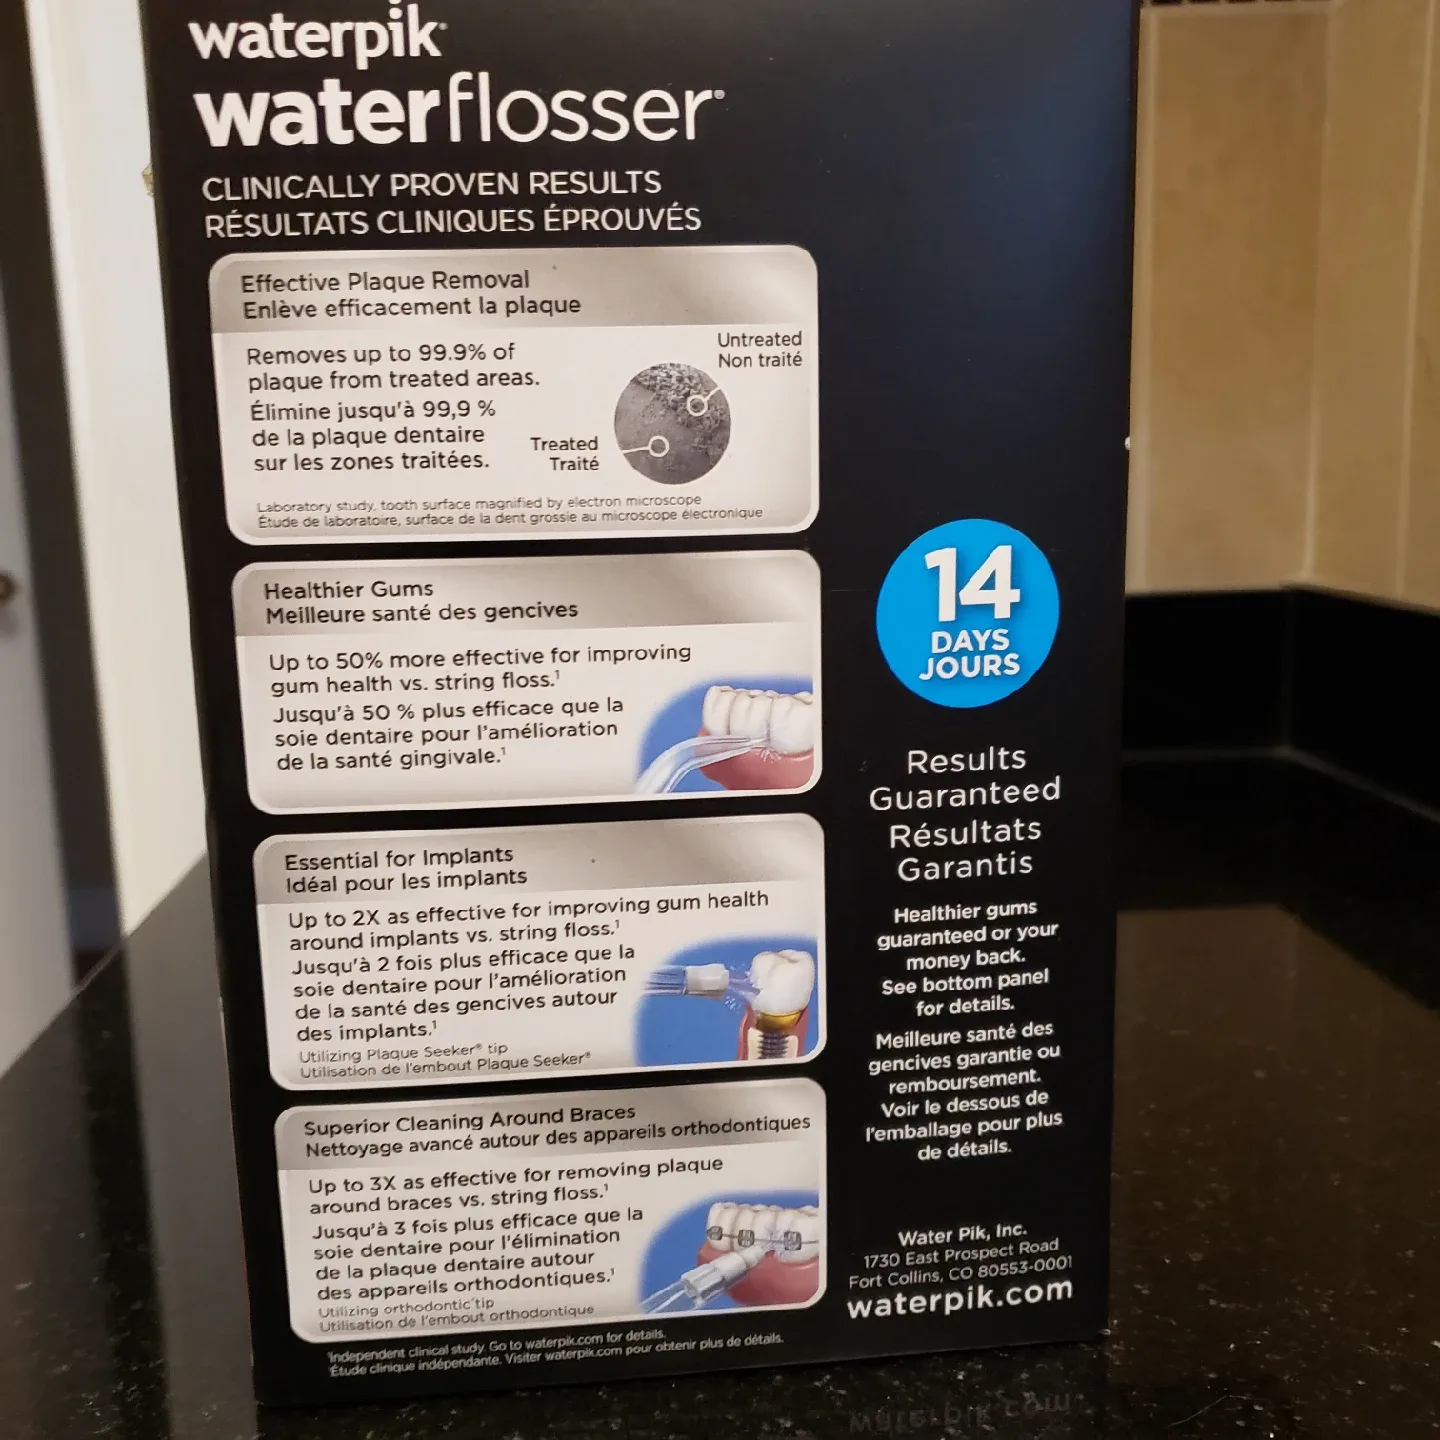 waterpik®
waterflosser®
CLINICALLY PROVEN RESULTS
RÉSULTATS CLINIQUES ÉPROUVÉS
Effective Plaque Removal
Enlève efficacement la plaque
Removes up to 99.9% of
plaque from treated areas.
Élimine jusqu'à 99,9 %
de la plaque dentaire
sur les zones traitées.
Untreated
Non traité
Treated
Traité
Laboratory study, tooth surface magnified by electron microscope
Étude de laboratoire, surface de la dent grossie au microscope électronique
Healthier Gums
Meilleure santé des gencives
Up to 50% more effective for improving
gum health vs. string floss.¹
Jusqu'à 50 % plus efficace que la
soie dentaire pour l'amélioration
de la santé gingivale.¹
Essential for Implants
Idéal pour les implants
Up to 2X as effective for improving gum health
around implants vs. string floss.¹
Jusqu'à 2 fois plus efficace que la
soie dentaire pour l'amélioration
de la santé des gencives autour
des implants.¹
Utilizing Plaque Seeker® tip
Utilisation de l'embout Plaque Seeker®
Superior Cleaning Around Braces
Nettoyage avancé autour des appareils orthodontiques
Up to 3X as effective for removing plaque
around braces vs. string floss.¹
Jusqu'à 3 fois plus efficace que la
soie dentaire pour l'élimination
de la plaque dentaire autour
des appareils orthodontiques.¹
Utilizing orthodontic tip
Utilisation de l'embout orthodontique
¹Independent clinical study. Go to waterpik.com for details.
¹Étude clinique indépendante. Visiter waterpik.com pour obtenir plus de détails.
14
DAYS
JOURS
Results
Guaranteed
Résultats
Garantis
Healthier gums
guaranteed or your
money back.
See bottom panel
for details.
Meilleure santé des
gencives garantie ou
remboursement.
Voir le dessous de
l'emballage pour plus
de détails.
Water Pik, Inc.
1730 East Prospect Road
Fort Collins, CO 80553-0001
waterpik.com